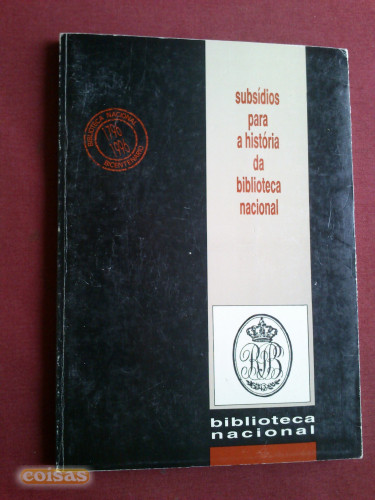 subsídios
para
a história
da
biblioteca
nacional
BIBLIOTECA NACIONAL
1796
1996
BICENTENÁRIO
biblioteca
nacional
coisas